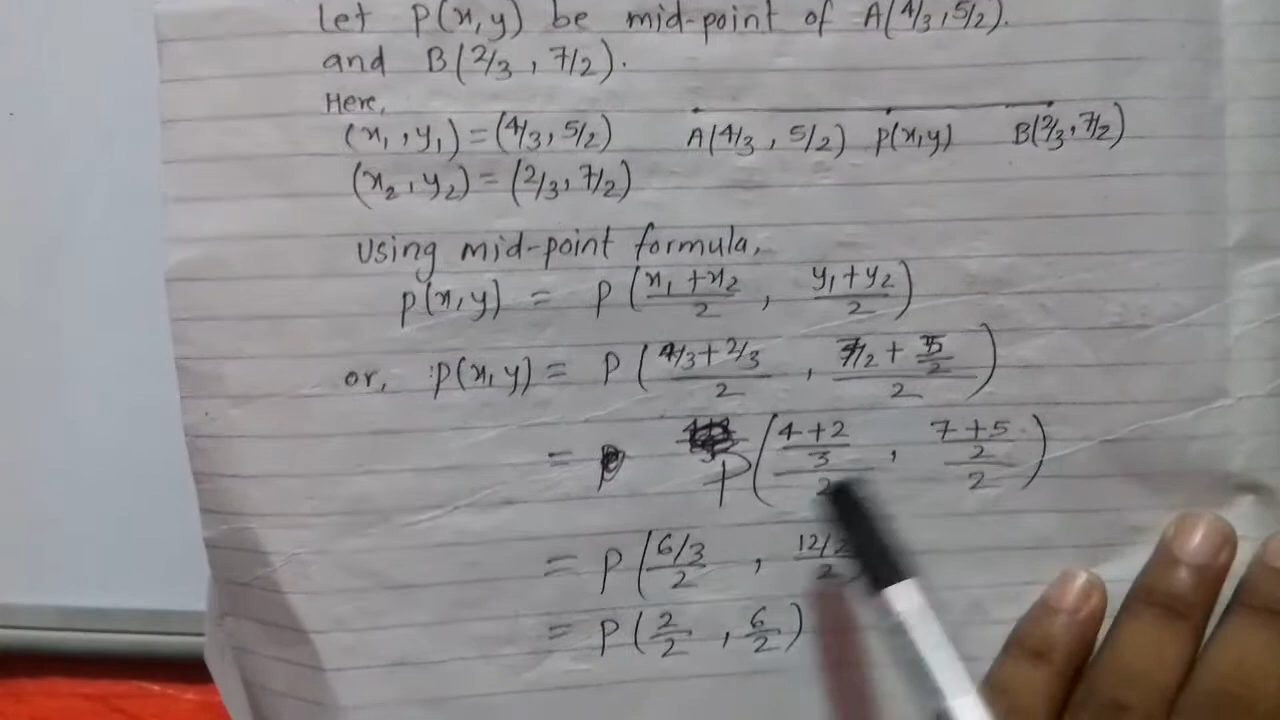 Let P(x,y) be mid-point of A(4/3,5/2).
and B(2/3, 7/2).
Here,
(x₁,y₁)=(4/3,5/2) A(4/3, 5/2) P(x,y) B(2/3,7/2)
(x₂,y₂)=(2/3,7/2)
Using mid-point formula,
P(x,y) = P((x₁+x₂)/2, (y₁+y₂)/2)
or, P(x,y) = P((4/3+2/3)/2, (7/2+5/2)/2)
= P(((4+2)/3)/2, ((7+5)/2)/2)
= P((6/3)/2, (12/2)/2
= P(2/2, 6/2)